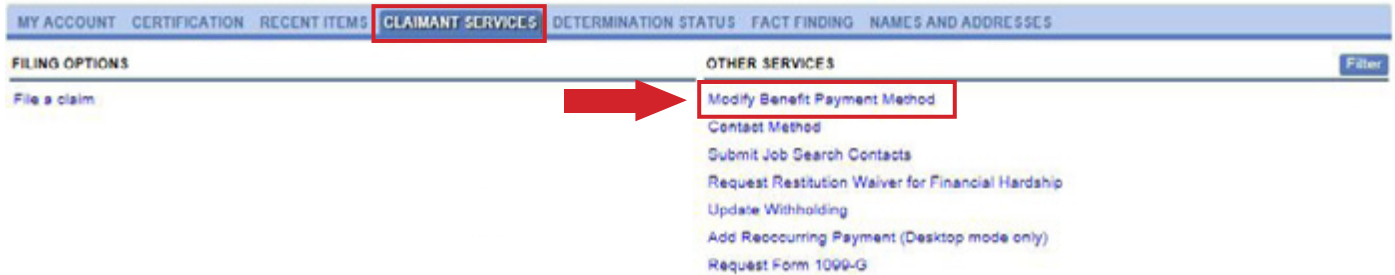 MY ACCOUNT CERTIFICATION RECENT ITEMS CLAIMANT SERVICES DETERMINATION STATUS FACT FINDING NAMES AND ADDRESSES
FILING OPTIONS
File a claim
OTHER SERVICES
Filter
Modify Benefit Payment Method
Contact Method
Submit Job Search Contacts
Request Restitution Waiver for Financial Hardship
Update Withholding
Add Reoccurring Payment (Desktop mode only)
Request Form 1099-G